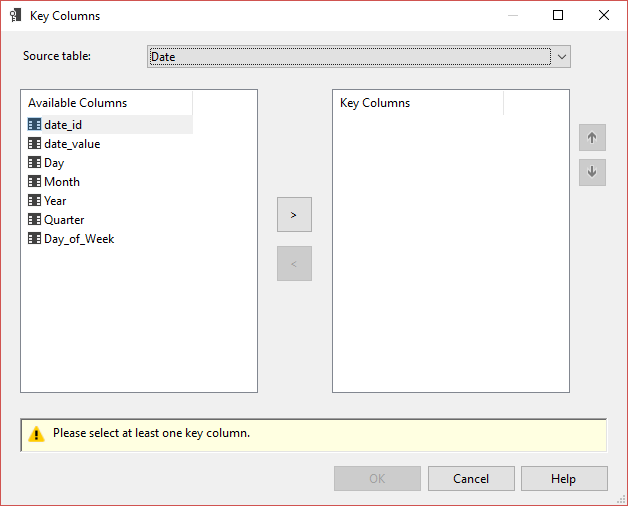 Key Columns
Source table:
Date
Available Columns
date_id
date_value
Day
Month
Year
Quarter
Day_of_Week
>
<
Key Columns
Please select at least one key column.
OK
Cancel
Help